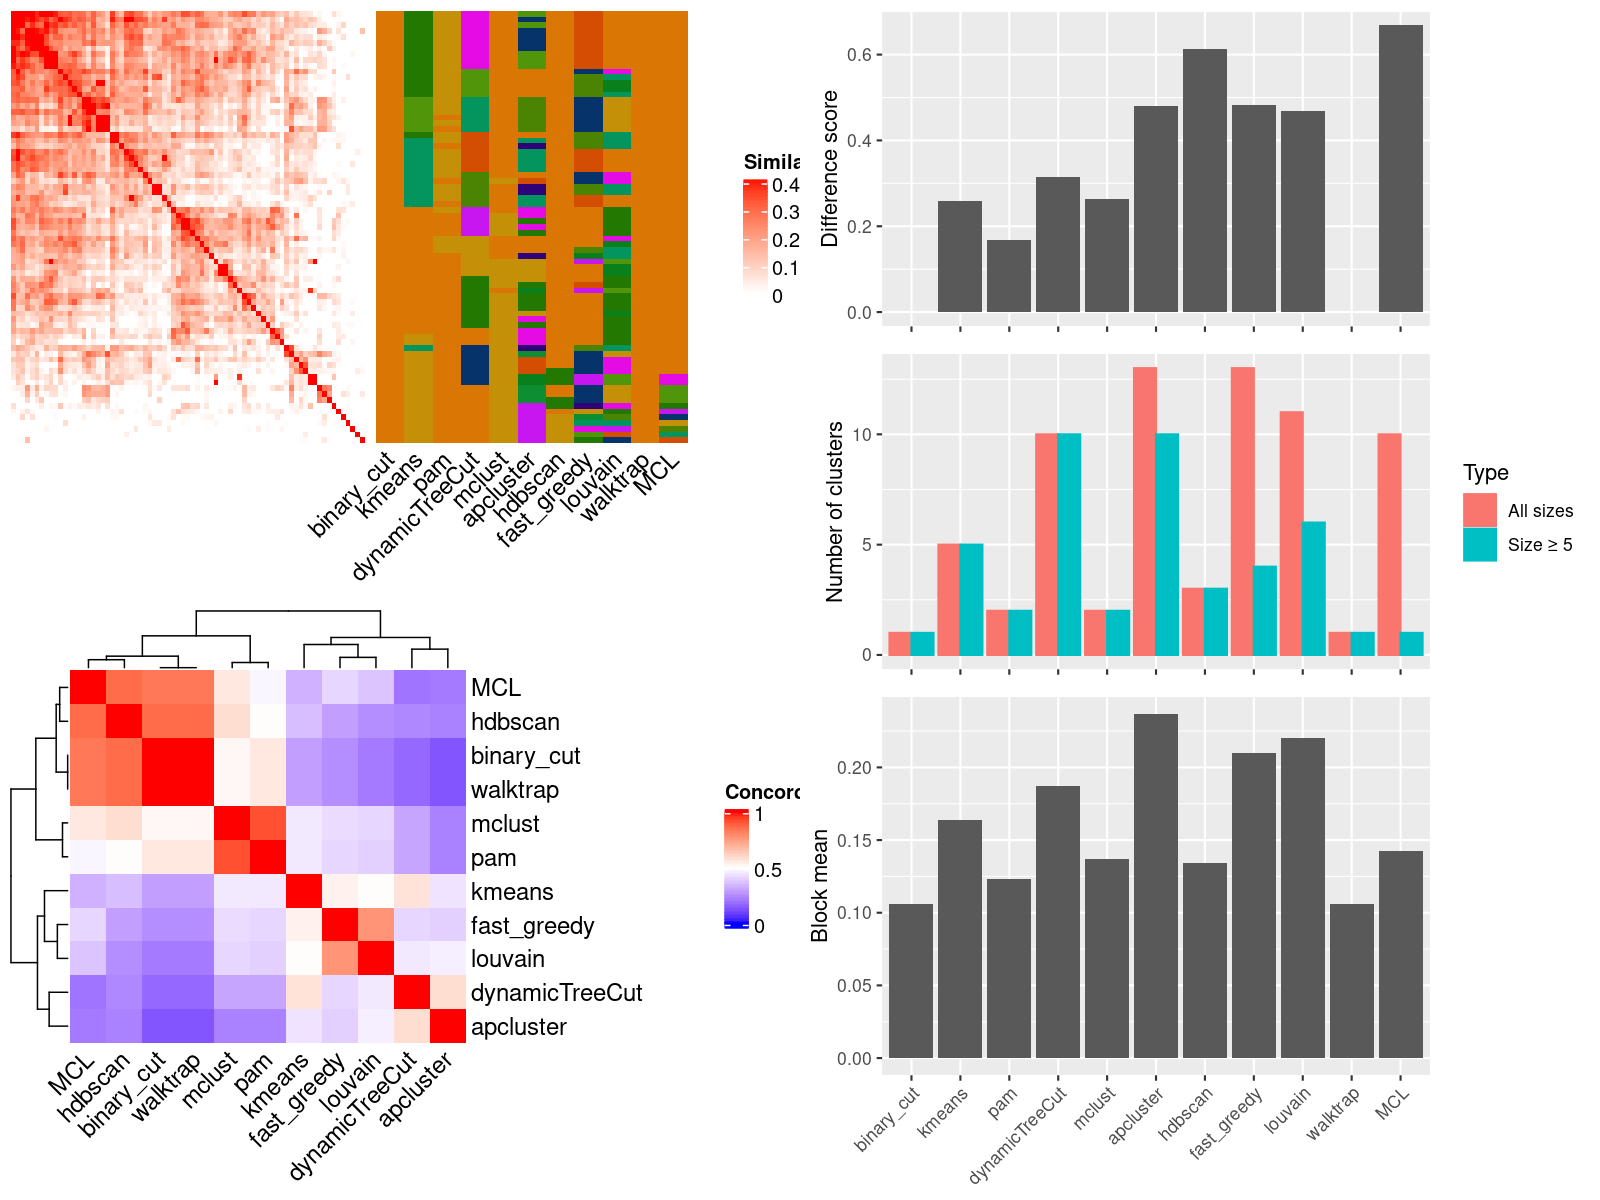 Simila
0.4
0.3
0.2
0.1
0
binary_cut
kmeans
pam
dynamicTreeCut
mclust
apcluster
hdbscan
fast_greedy
louvain
walktrap
MCL
MCL
hdbscan
binary_cut
walktrap
mclust
pam
kmeans
fast_greedy
louvain
dynamicTreeCut
apcluster
MCL
hdbscan
binary_cut
walktrap
mclust
pam
kmeans
fast_greedy
louvain
dynamicTreeCut
apcluster
Concord
1
0.5
0
Difference score
0.6
0.4
0.2
0.0
Number of clusters
10
5
0
Type
All sizes
Size ≥ 5
Block mean
0.20
0.15
0.10
0.05
0.00
binary_cut
kmeans
pam
dynamicTreeCut
mclust
apcluster
hdbscan
fast_greedy
louvain
walktrap
MCL